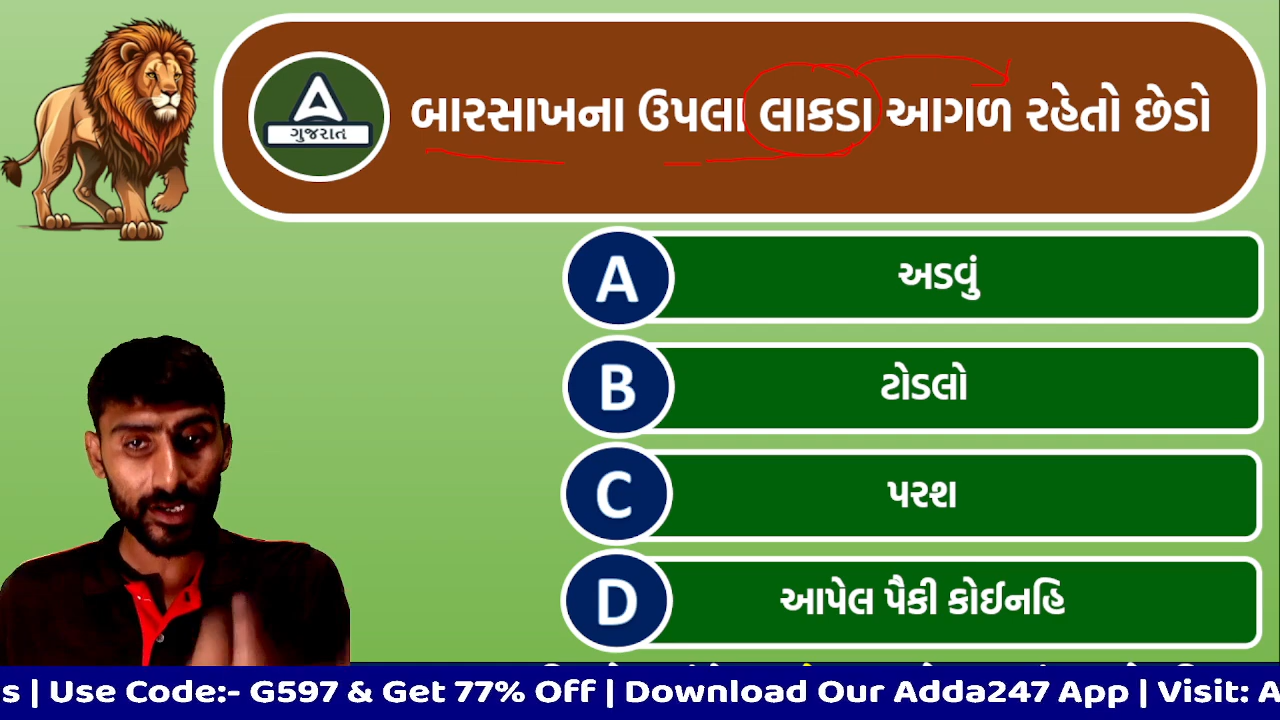 ગુજરાત
બારસાખના ઉપલા લાકડા આગળ રહેતો છેડો
A અડવું
B ટોડલો
C પરશ
D આપેલ પૈકી કોઈનહિ
s | Use Code:- G597 & Get 77% Off | Download Our Adda247 App | Visit: A